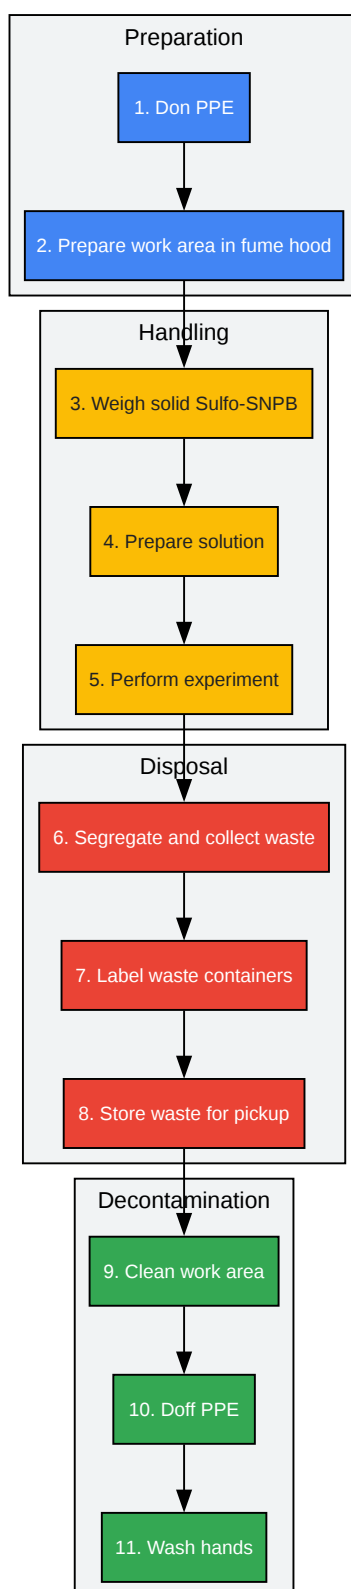 Preparation
1. Don PPE
2. Prepare work area in fume hood
Handling
3. Weigh solid Sulfo-SNPB
4. Prepare solution
5. Perform experiment
Disposal
6. Segregate and collect waste
7. Label waste containers
8. Store waste for pickup
Decontamination
9. Clean work area
10. Doff PPE
11. Wash hands